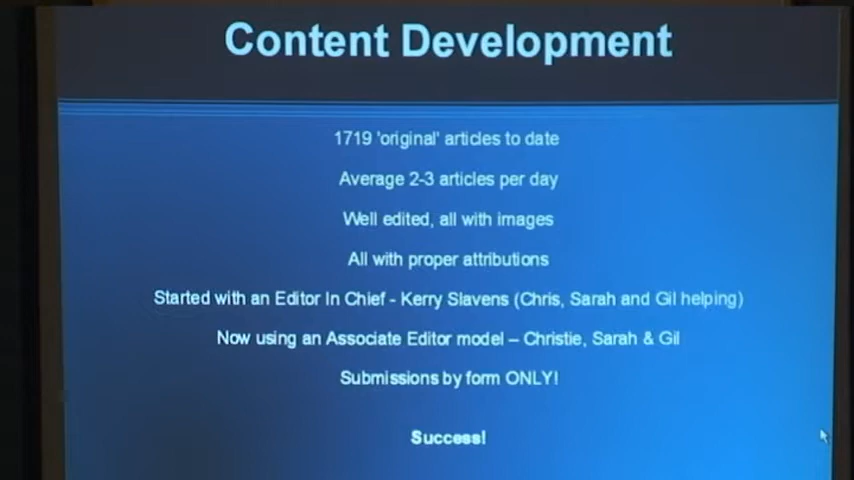 Content Development
1719 'original' articles to date
Average 2-3 articles per day
Well edited, all with images
All with proper attributions
Started with an Editor In Chief - Kerry Slavens (Chris, Sarah and Gil helping)
Now using an Associate Editor model – Christie, Sarah & Gil
Submissions by form ONLY!
Success!